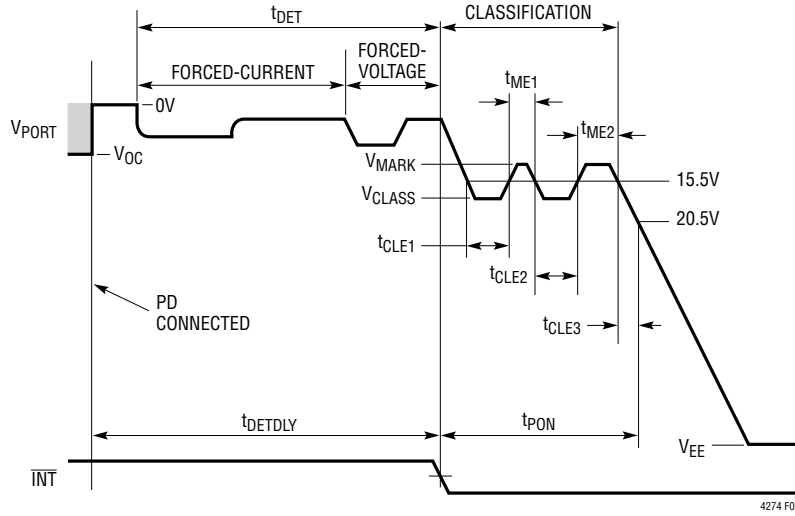 tDET
CLASSIFICATION
FORCED-CURRENT
FORCED-
VOLTAGE
tME1
0V
VPORT
VOC
tME2
VMARK
15.5V
VCLASS
20.5V
tCLE1
tCLE2
PD
CONNECTED
tCLE3
tDETDLY
tPON
VEE
INT
4274 F0